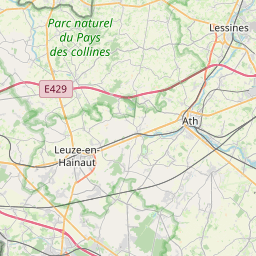 Parc naturel
du Pays
des collines
Lessines
E429
Ath
Leuze-en-
Hainaut